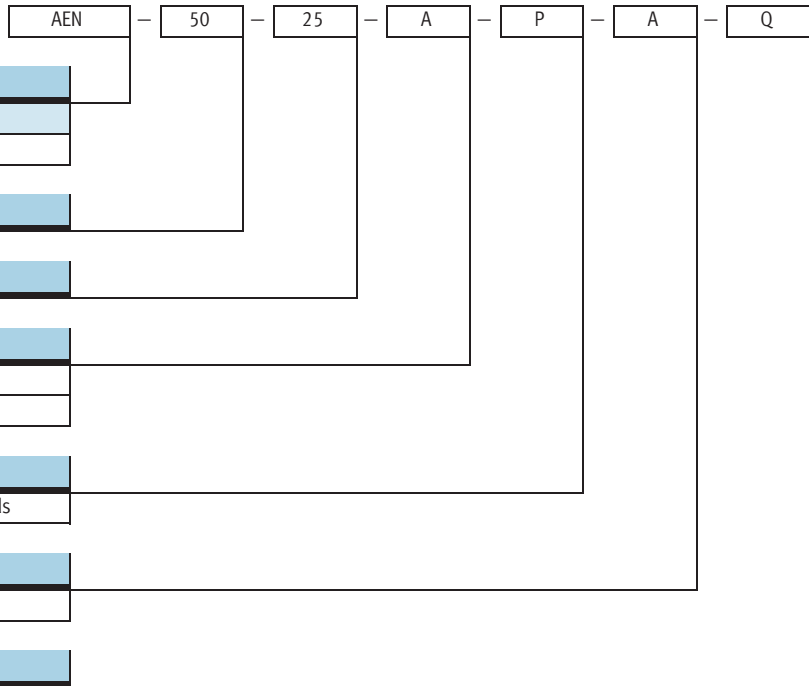 AEN – 50 – 25 – A – P – A – Q